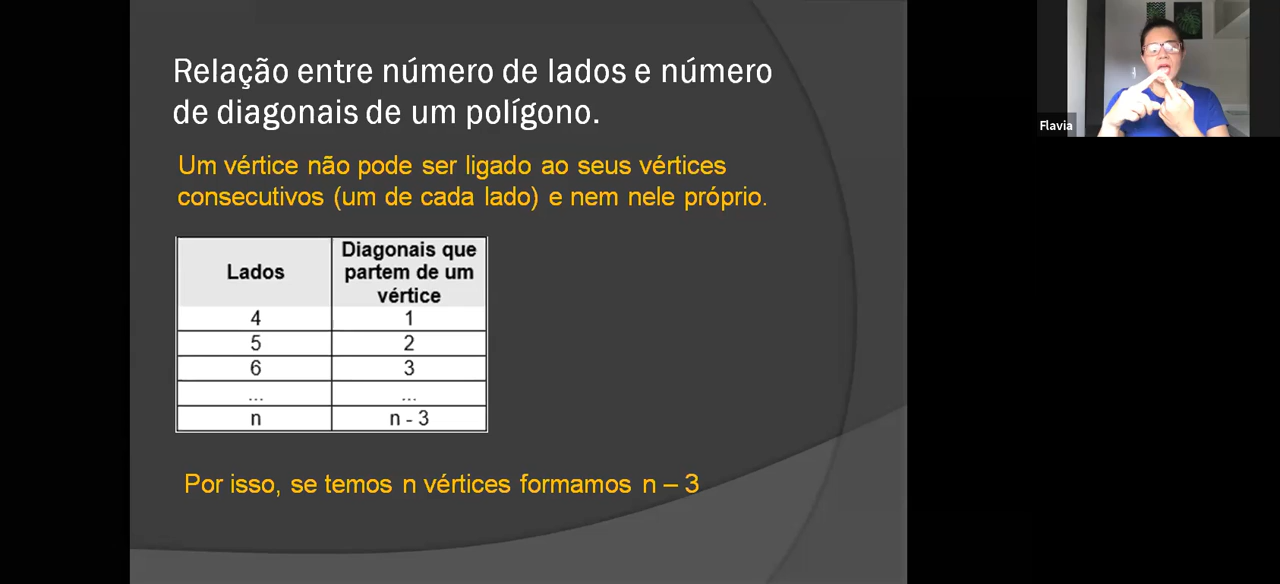 Relação entre número de lados e número
de diagonais de um polígono.
Um vértice não pode ser ligado ao seus vértices
consecutivos (um de cada lado) e nem nele próprio.
Lados
Diagonais que
partem de um
vértice
4 1
5 2
6 3
... ...
n n - 3
Por isso, se temos n vértices formamos n – 3
Flavia